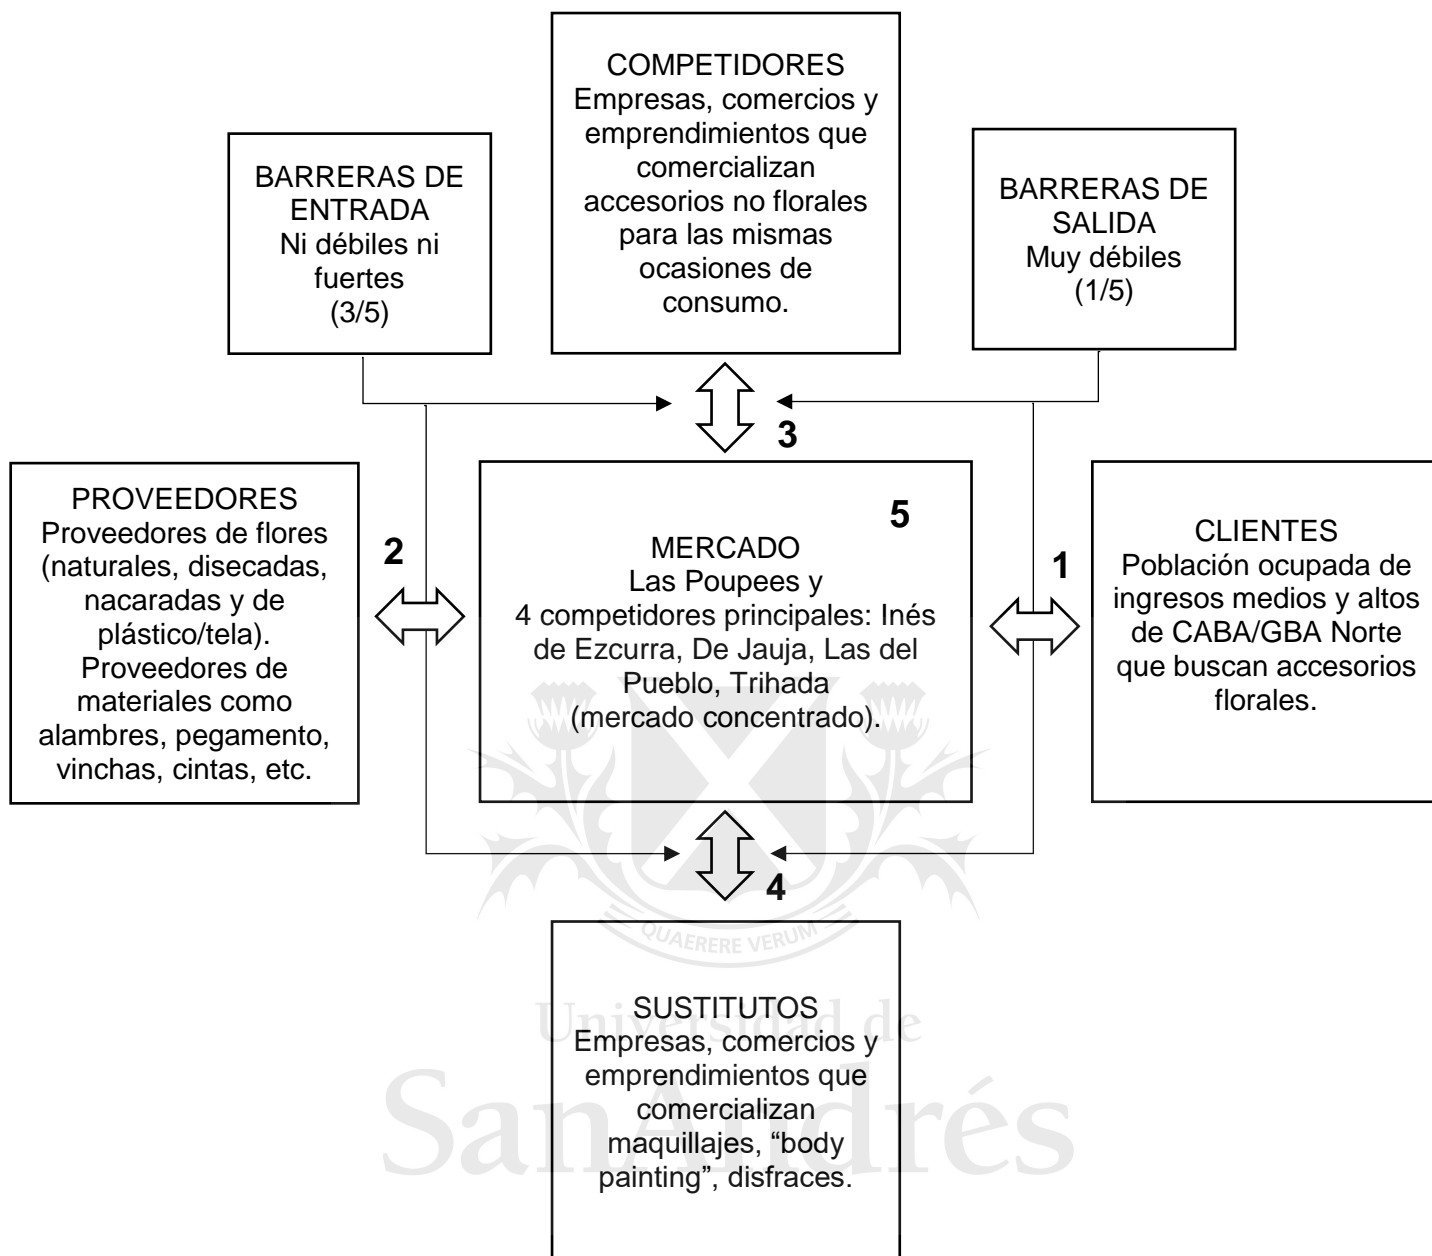 COMPETIDORES
Empresas, comercios y
emprendimientos que
comercializan
accesorios no florales
para las mismas
ocasiones de
consumo.
BARRERAS DE
ENTRADA
Ni débiles ni
fuertes
(3/5)
BARRERAS DE
SALIDA
Muy débiles
(1/5)
3
PROVEEDORES
Proveedores de flores
(naturales, disecadas,
nacaradas y de
plástico/tela).
Proveedores de
materiales como
alambres, pegamento,
vinchas, cintas, etc.
2
5
MERCADO
Las Poupees y
4 competidores principales: Inés
de Ezcurra, De Jauja, Las del
Pueblo, Trihada
(mercado concentrado).
1
CLIENTES
Población ocupada de
ingresos medios y altos
de CABA/GBA Norte
que buscan accesorios
florales.
4
QUAERERE VERUM
SUSTITUTOS
Empresas, comercios y
emprendimientos que
comercializan
maquillajes, “body
painting”, disfraces.
Universidad de
SanAndrés